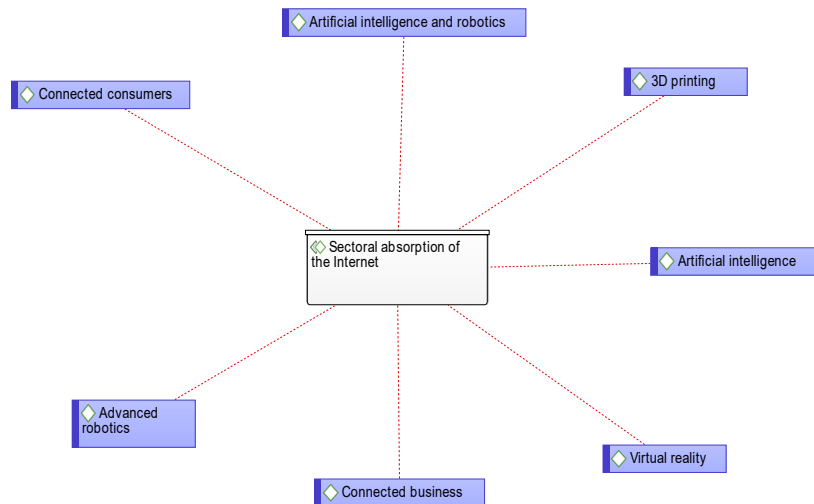 Artificial intelligence and robotics
3D printing
Connected consumers
Sectoral absorption of
the Internet
Artificial intelligence
Advanced
robotics
Virtual reality
Connected business